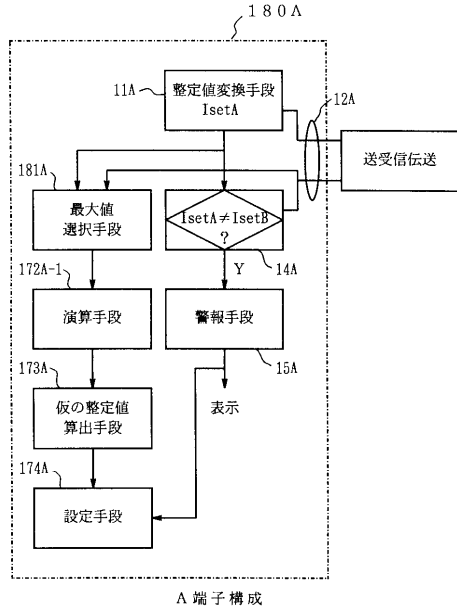 180A
11A
整定値変換手段
IsetA
12A
送受信伝送
181A
最大値
選択手段
IsetA≠IsetB
?
14A
Y
172A-1
演算手段
警報手段
15A
173A
仮の整定値
算出手段
表示
174A
設定手段
A端子構成